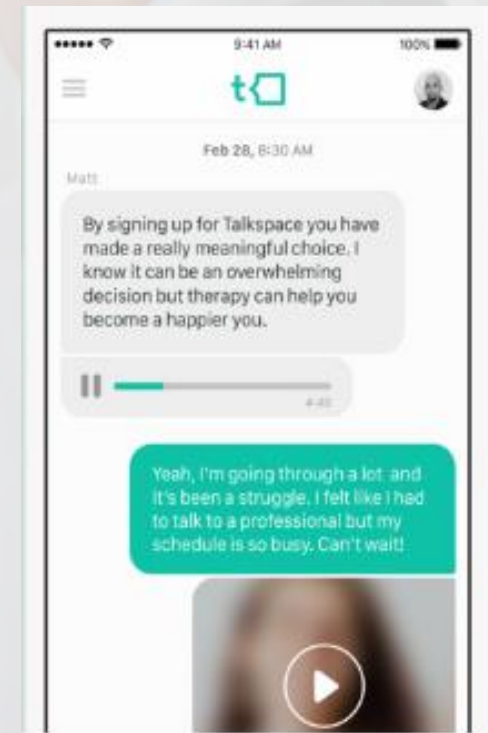 9:41 AM
100%
t
Feb 28, 8:30 AM
Matt
By signing up for Talkspace you have
made a really meaningful choice. I
know it can be an overwhelming
decision but therapy can help you
become a happier you.
4:40
Yeah, I'm going through a lot and
it's been a struggle. I felt like I had
to talk to a professional but my
schedule is so busy. Can't wait!